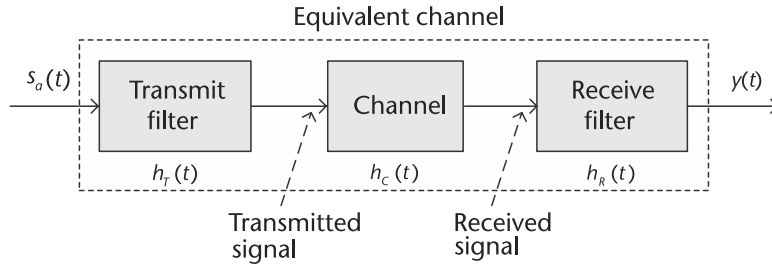 Equivalent channel
s_a(t)
Transmit
filter
Channel
Receive
filter
y(t)
h_T(t)
h_C(t)
h_R(t)
Transmitted
signal
Received
signal